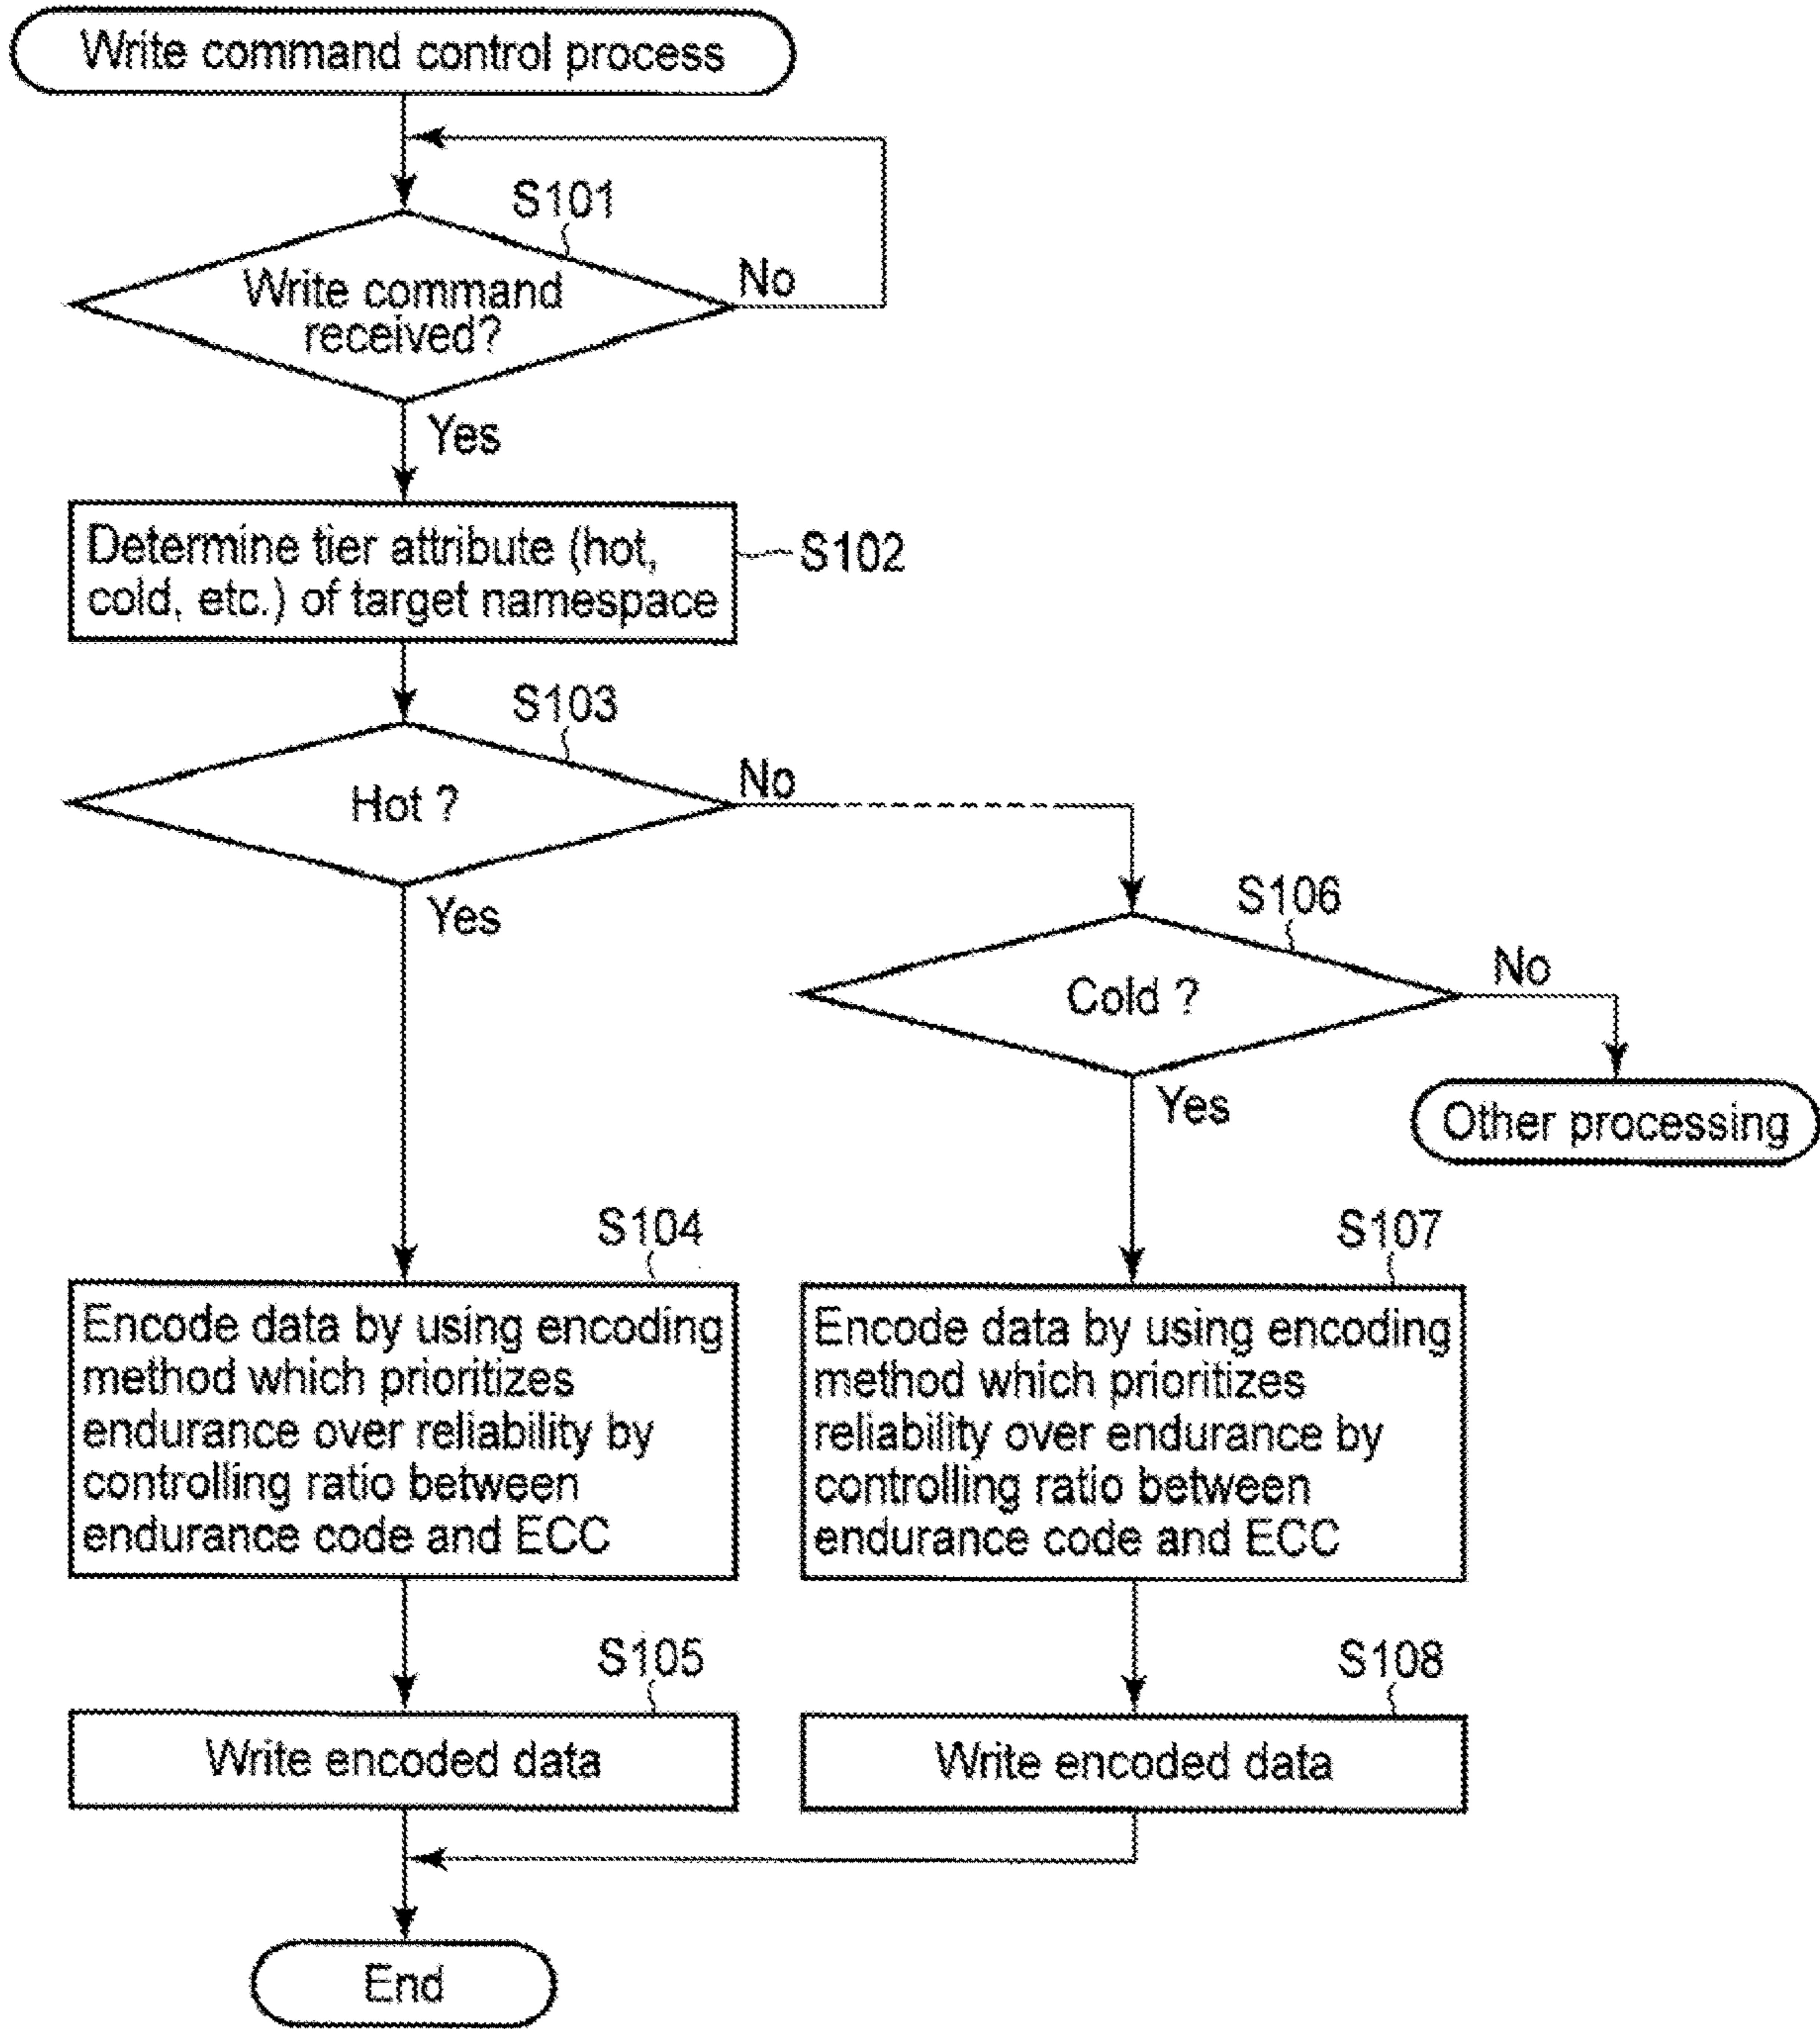 Write command control process
S101
Write command
received?
No
Yes
Determine tier attribute (hot,
cold, etc.) of target namespace
S102
S103
Hot ?
No
Yes
S106
Cold ?
No
Yes
Other processing
S104
Encode data by using encoding
method which prioritizes
endurance over reliability by
controlling ratio between
endurance code and ECC
S107
Encode data by using encoding
method which prioritizes
reliability over endurance by
controlling ratio between
endurance code and ECC
S105
Write encoded data
S108
Write encoded data
End